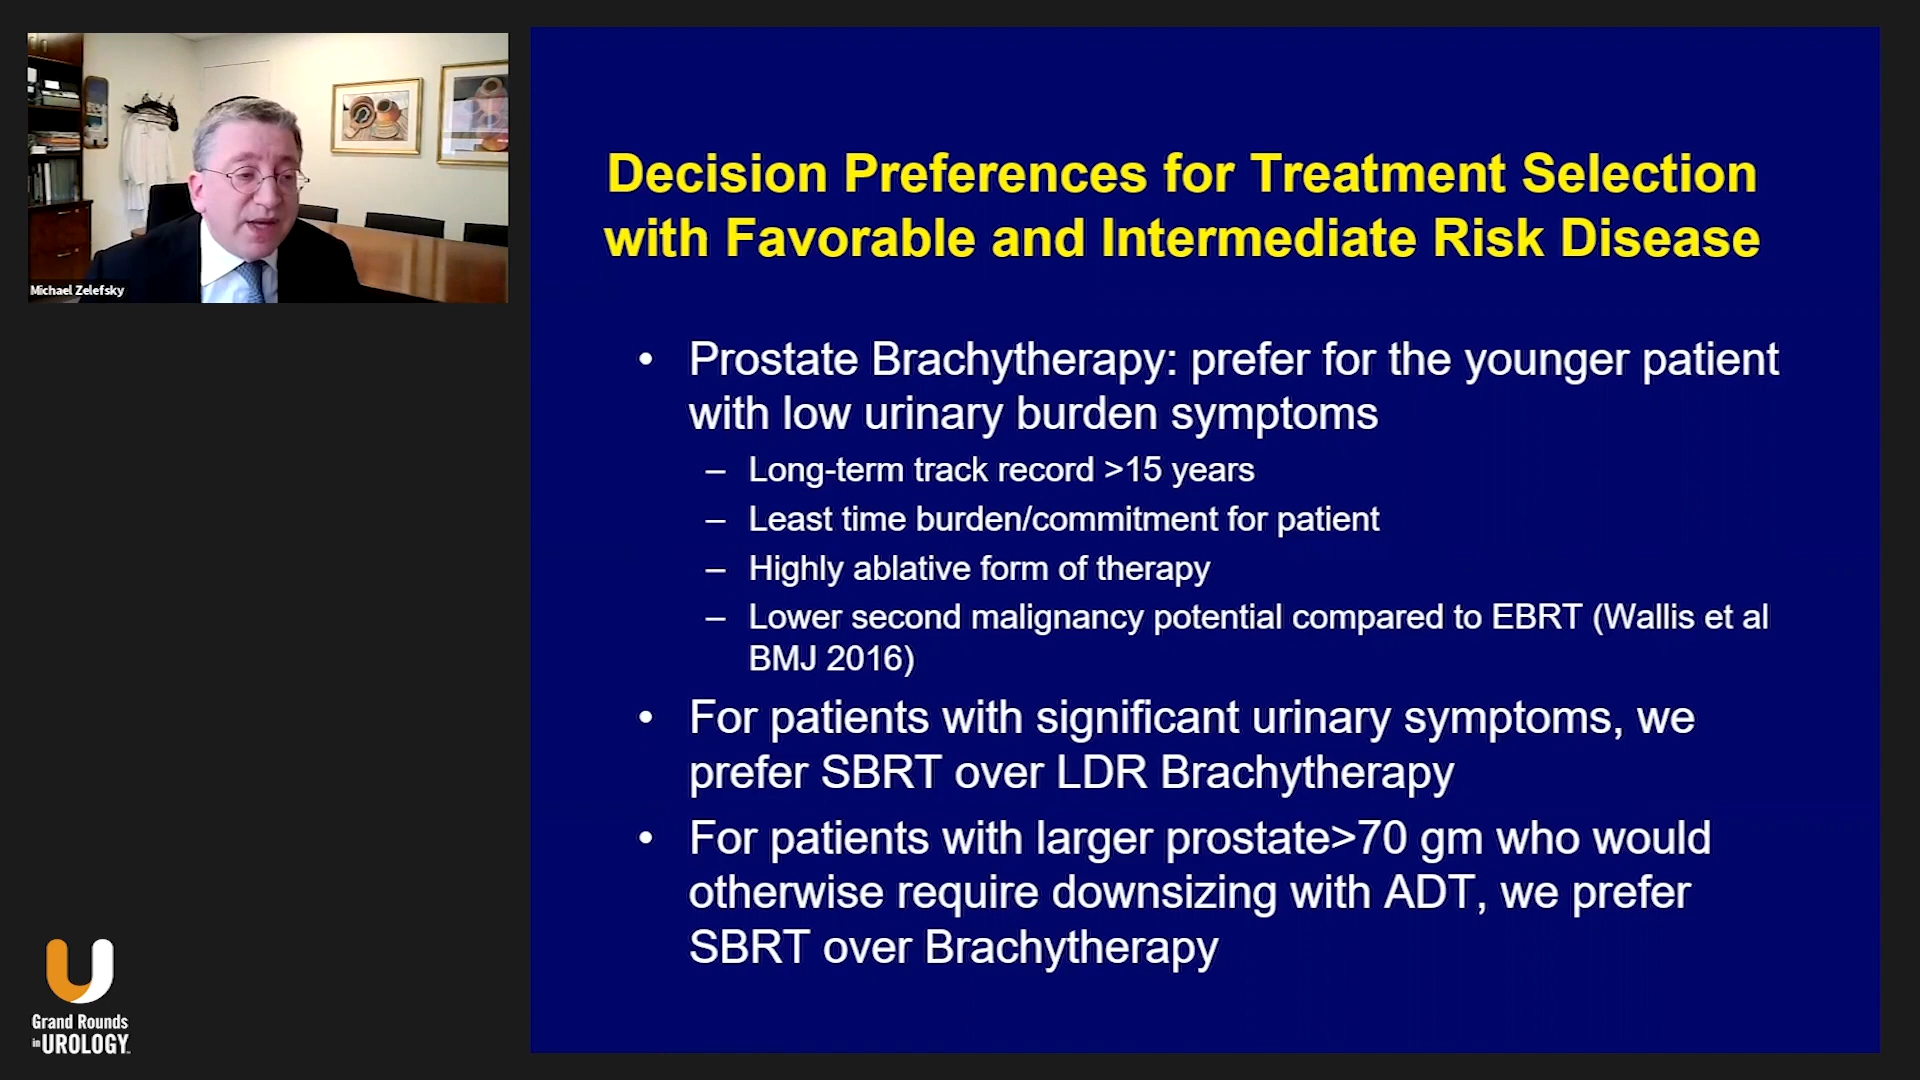 Michael Zelefsky
Decision Preferences for Treatment Selection
with Favorable and Intermediate Risk Disease
• Prostate Brachytherapy: prefer for the younger patient
with low urinary burden symptoms
– Long-term track record >15 years
– Least time burden/commitment for patient
– Highly ablative form of therapy
– Lower second malignancy potential compared to EBRT (Wallis et al
BMJ 2016)
• For patients with significant urinary symptoms, we
prefer SBRT over LDR Brachytherapy
• For patients with larger prostate>70 gm who would
otherwise require downsizing with ADT, we prefer
SBRT over Brachytherapy
Grand Rounds
in UROLOGY